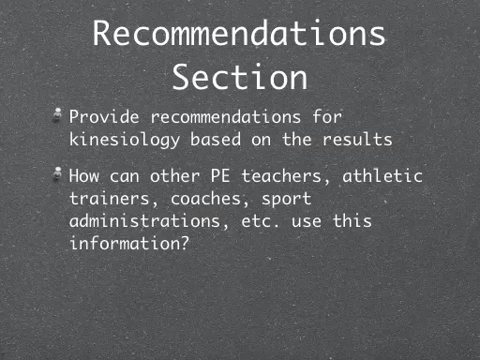 Recommendations
Section
Provide recommendations for
kinesiology based on the results
How can other PE teachers, athletic
trainers, coaches, sport
administrations, etc. use this
information?